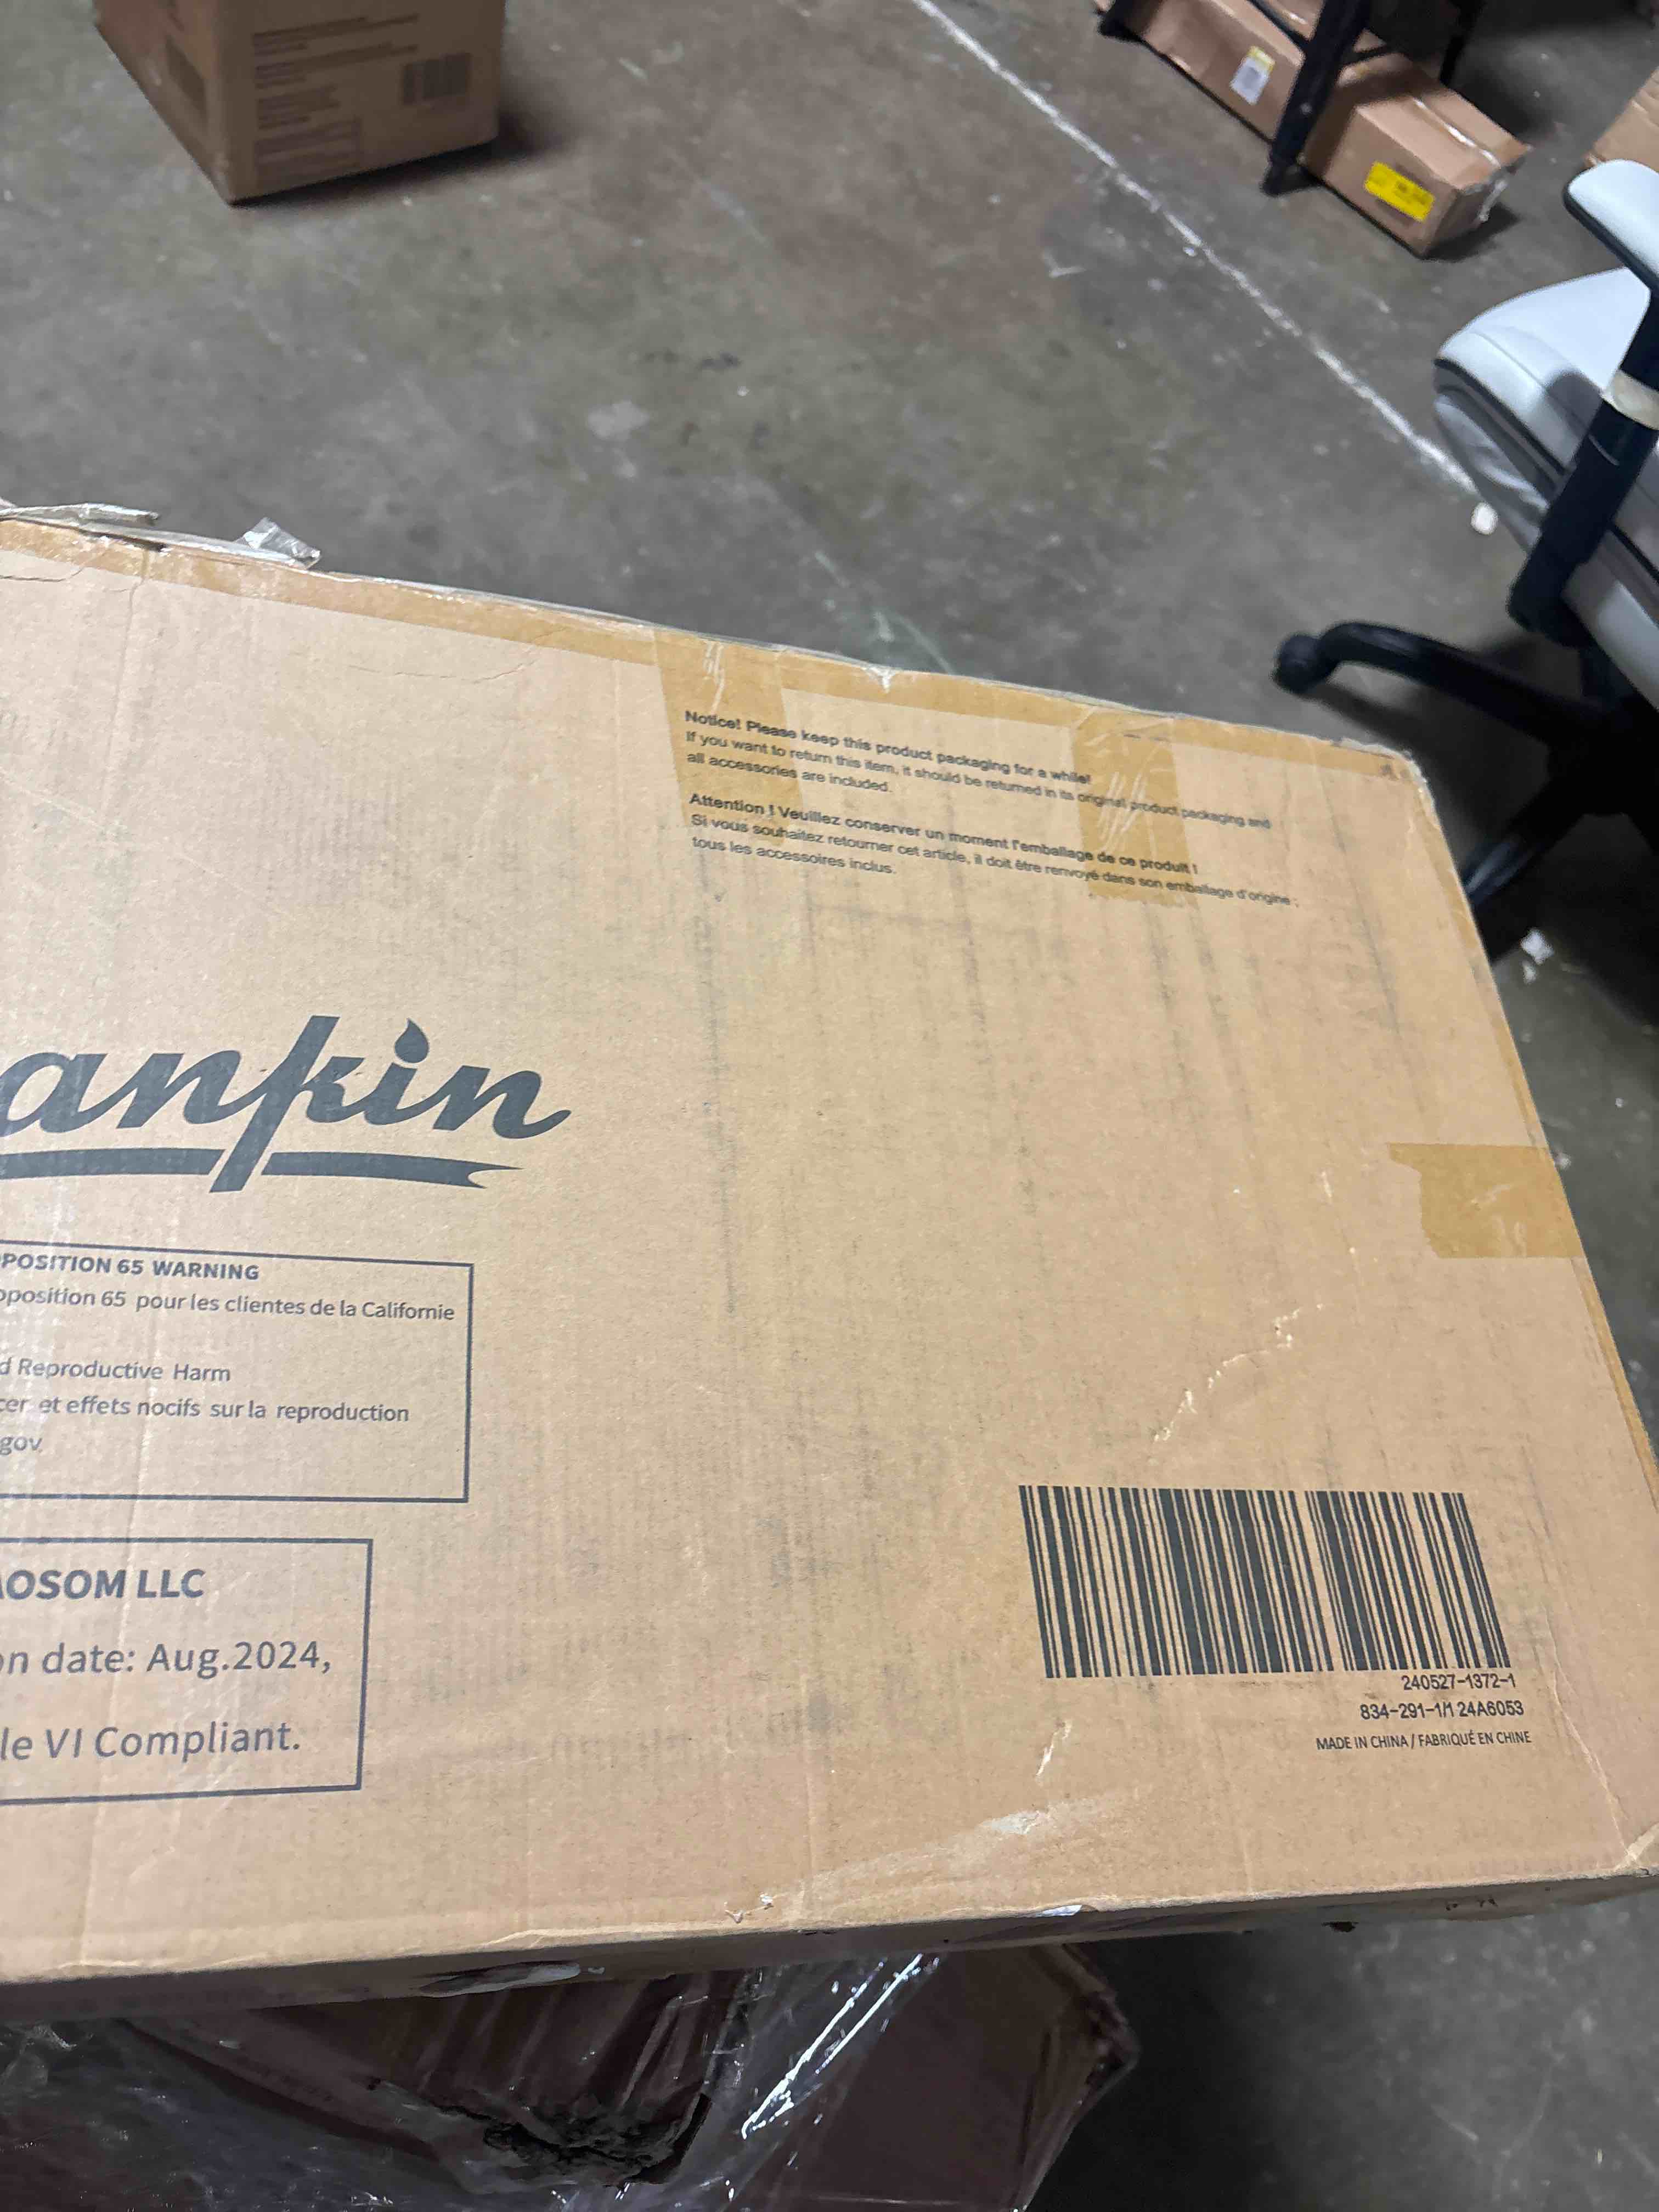 Notice! Please keep this product packaging for a while!
If you want to return this item, it should be returned in its original product packaging and
all accessories are included.
Attention ! Veuillez conserver un moment l'emballage de ce produit !
Si vous souhaitez retourner cet article, il doit être renvoyé dans son emballage d'origine ;
tous les accessoires inclus.
ankin
POSITION 65 WARNING
oposition 65 pour les clientes de la Californie
d Reproductive Harm
cer et effets nocifs sur la reproduction
gov
AOSOM LLC
on date: Aug.2024,
le VI Compliant.
240527-1372-1
834-291-1/1 24A6053
MADE IN CHINA / FABRIQUÉ EN CHINE